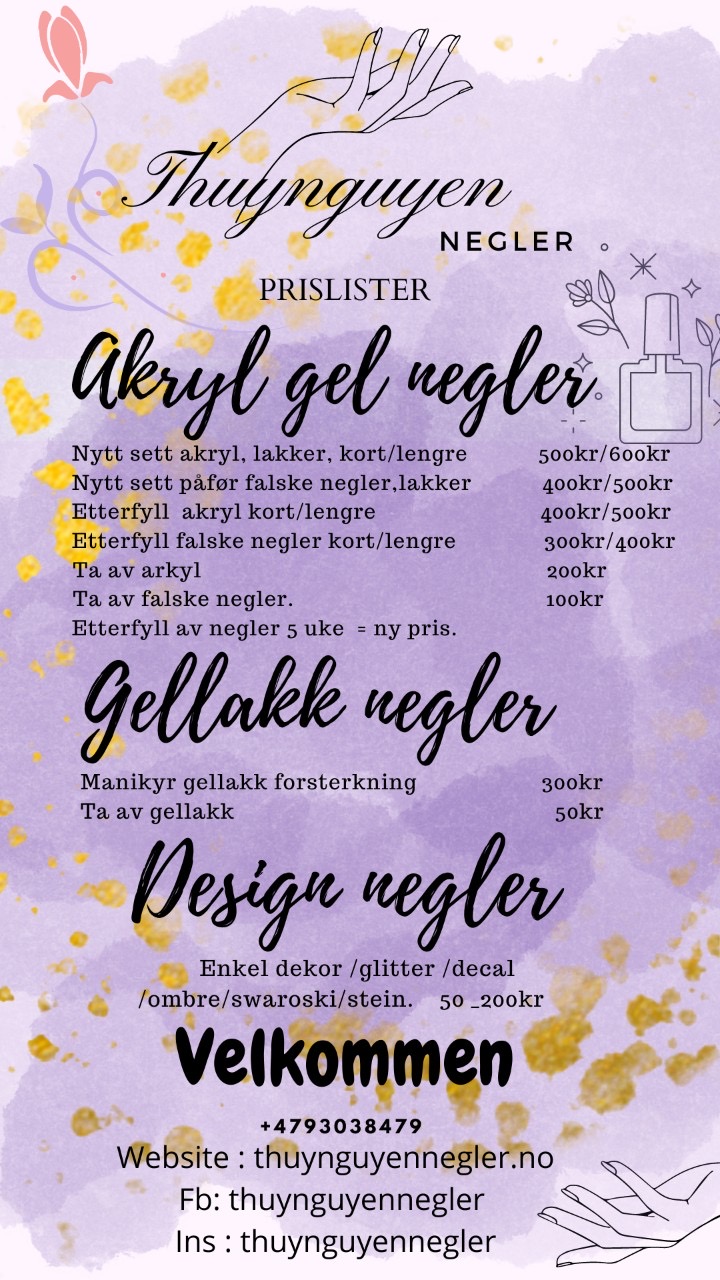 Thuynguyen
NEGLER
PRISLISTER
Akryl gel negler
Nytt sett akryl, lakker, kort/lengre 500kr/600kr
Nytt sett påfør falske negler,lakker 400kr/500kr
Etterfyll akryl kort/lengre 400kr/500kr
Etterfyll falske negler kort/lengre 300kr/400kr
Ta av arkyl 200kr
Ta av falske negler. 100kr
Etterfyll av negler 5 uke = ny pris.
Gellakk negler
Manikyr gellakk forsterkning 300kr
Ta av gellakk 50kr
Design negler
Enkel dekor /glitter /decal
/ombre/swaroski/stein. 50 _200kr
Velkommen
+4793038479
Website : thuynguyennegler.no
Fb: thuynguyennegler
Ins : thuynguyennegler